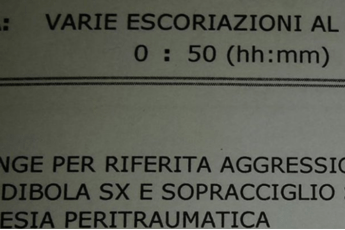 : VARIE ESCORIAZIONI AL
0 : 50 (hh:mm)
NGE PER RIFERITA AGGRESSIO
DIBOLA SX E SOPRACCIGLIO
ESIA PERITRAUMATICA